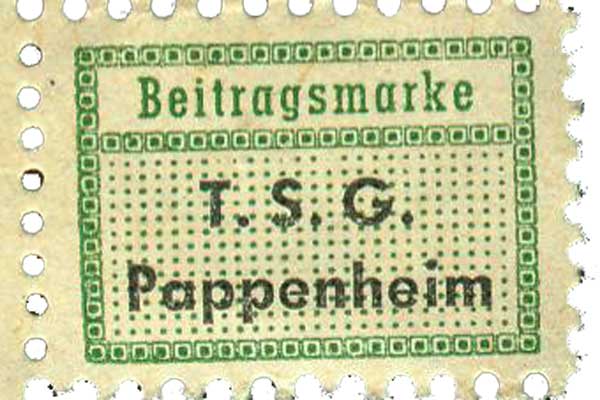 Beitragsmarke
T. S. G.
Pappenheim